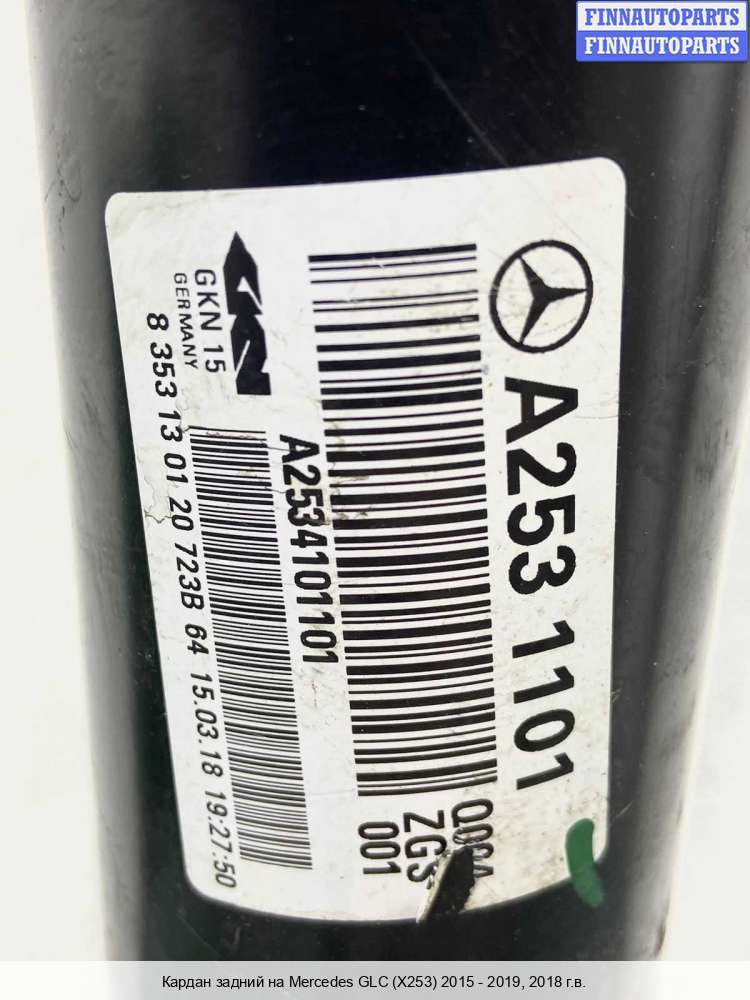 FINNAUTOPARTS
FINNAUTOPARTS
A253 1101
ZGS
001
A2534101101
GKN
GKN 15
GERMANY
8 353 13 01 20 723B 64 15.03.18 19:27:50
Кардан задний на Mercedes GLC (X253) 2015 - 2019, 2018 г.в.